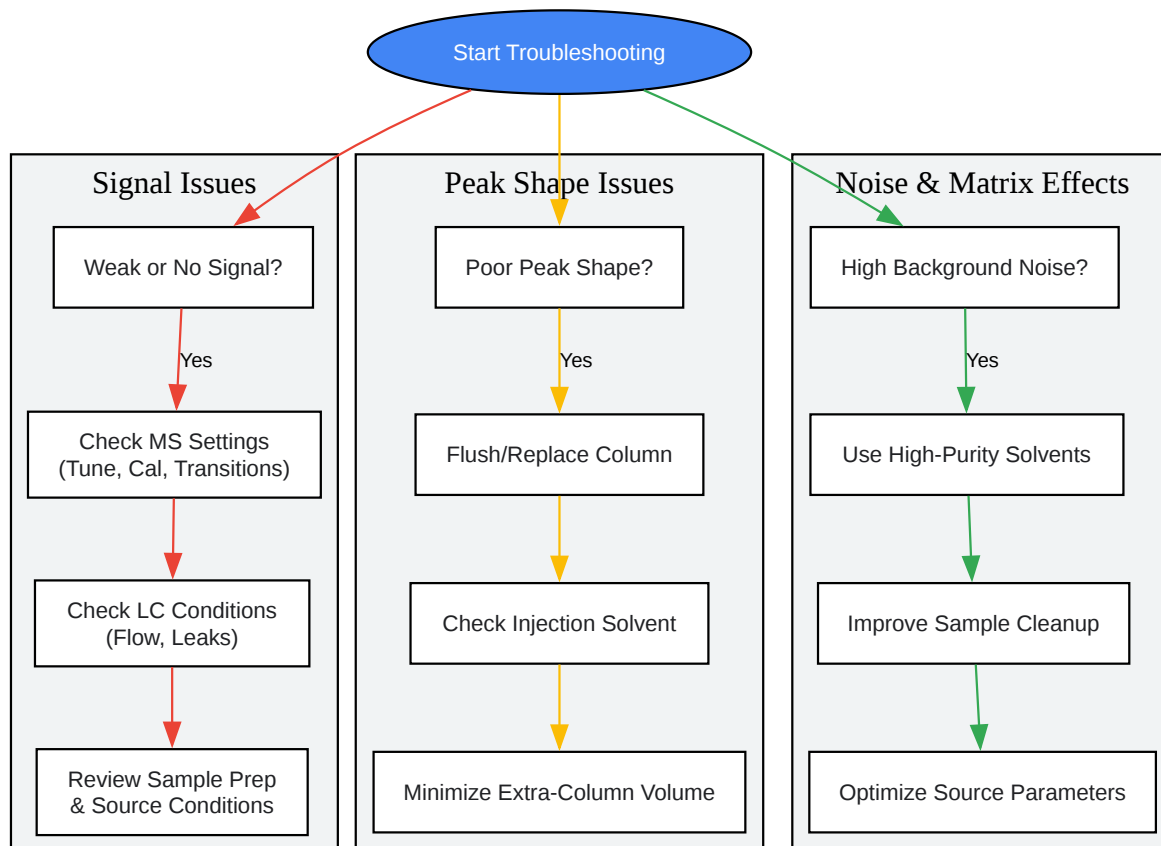 Start Troubleshooting
Signal Issues
Weak or No Signal?
Yes
Check MS Settings
(Tune, Cal, Transitions)
Check LC Conditions
(Flow, Leaks)
Review Sample Prep
& Source Conditions
Peak Shape Issues
Poor Peak Shape?
Yes
Flush/Replace Column
Check Injection Solvent
Minimize Extra-Column Volume
Noise & Matrix Effects
High Background Noise?
Yes
Use High-Purity Solvents
Improve Sample Cleanup
Optimize Source Parameters